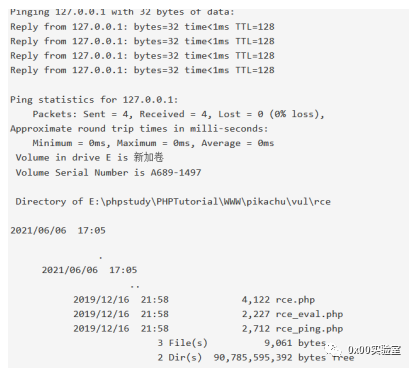 Pinging 127.0.0.1 with 32 bytes of data:
Reply from 127.0.0.1: bytes=32 time<1ms TTL=128
Reply from 127.0.0.1: bytes=32 time<1ms TTL=128
Reply from 127.0.0.1: bytes=32 time<1ms TTL=128
Reply from 127.0.0.1: bytes=32 time<1ms TTL=128
Ping statistics for 127.0.0.1:
Packets: Sent = 4, Received = 4, Lost = 0 (0% loss),
Approximate round trip times in milli-seconds:
Minimum = 0ms, Maximum = 0ms, Average = 0ms
Volume in drive E is 新加卷
Volume Serial Number is A689-1497
Directory of E:\phpstudy\PHPTutorial\WWW\pikachu\vul\rce
2021/06/06 17:05
.
2021/06/06 17:05
..
2019/12/16 21:58 4,122 rce.php
2019/12/16 21:58 2,227 rce_eval.php
2019/12/16 21:58 2,712 rce_ping.php
3 File(s) 9,061 bytes
2 Dir(s) 90,785,595,392 bytes free
0x00实验室